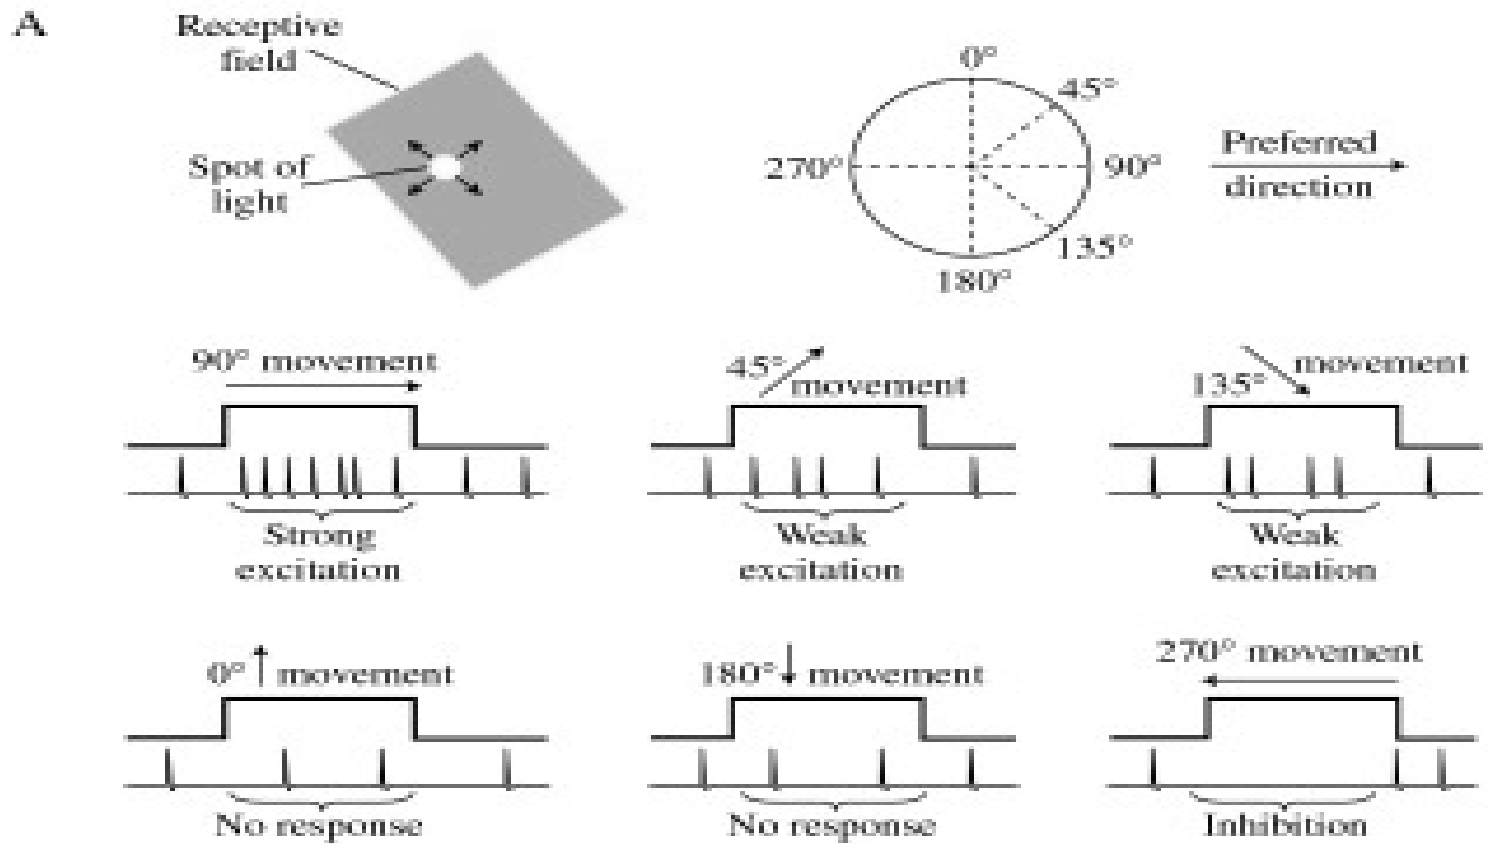 A
Receptive
field
Spot of
light
0°
45°
270°
90°
135°
180°
Preferred
direction
90° movement
Strong
excitation
45°
movement
Weak
excitation
135°
movement
Weak
excitation
0° movement
No response
180° movement
No response
270° movement
Inhibition